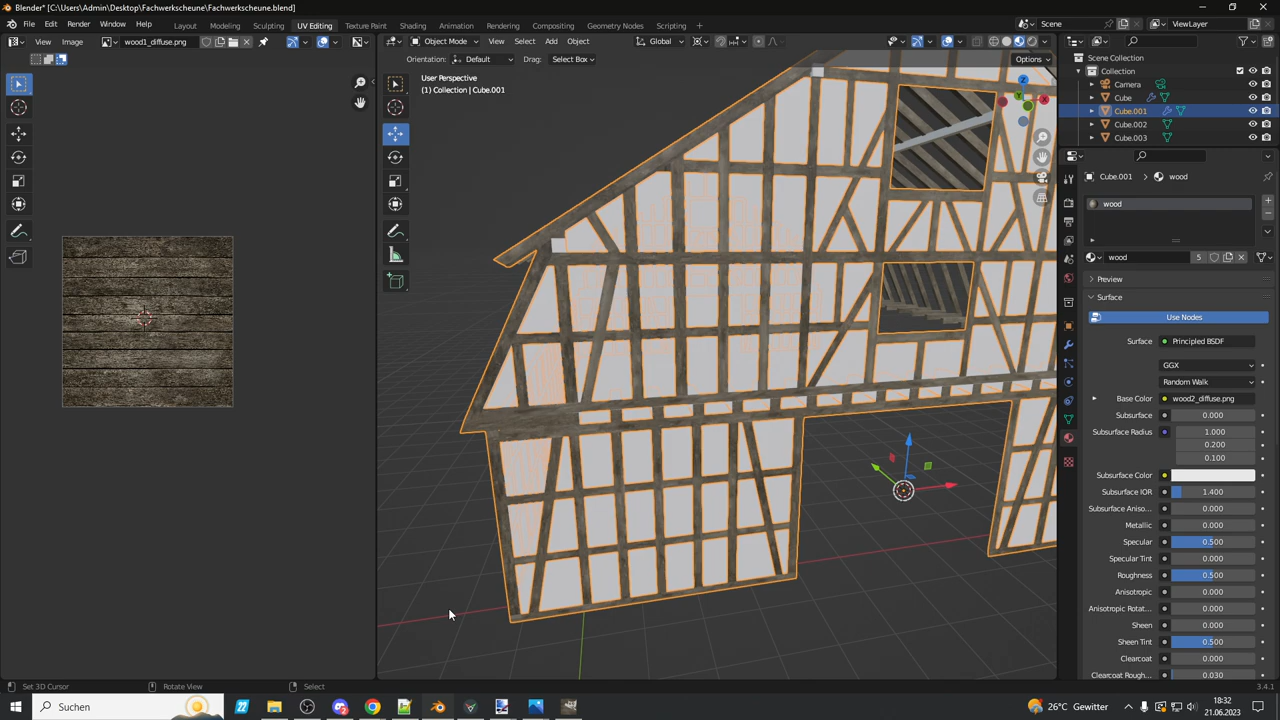 Blender* [C:\Users\Admin\Desktop\Fachwerkscheune\Fachwerkscheune.blend]
File Edit Render Window Help Layout Modeling Sculpting UV Editing Texture Paint Shading Animation Rendering Compositing Geometry Nodes Scripting + Scene ViewLayer
View Image wood1_diffuse.png Object Mode View Select Add Object Global
Orientation: Default Drag: Select Box Options
User Perspective
(1) Collection | Cube.001
Scene Collection
Collection
Camera
Cube
Cube.001
Cube.002
Cube.003
X
Y
Z
Cube.001 > wood
wood
wood 5
Preview
Surface
Use Nodes
Surface Principled BSDF
GGX
Random Walk
Base Color wood2_diffuse.png
Subsurface 0.000
Subsurface Radius 1.000
0.200
0.100
Subsurface Color
Subsurface IOR 1.400
Subsurface Aniso... 0.000
Metallic 0.000
Specular 0.500
Specular Tint 0.000
Roughness 0.500
Anisotropic 0.000
Anisotropic Rotat... 0.000
Sheen 0.000
Sheen Tint 0.500
Clearcoat 0.000
Clearcoat Rough... 0.030
Set 3D Cursor Rotate View Select 3.4.1
Suchen 26°C Gewitter 18:32
21.06.2023